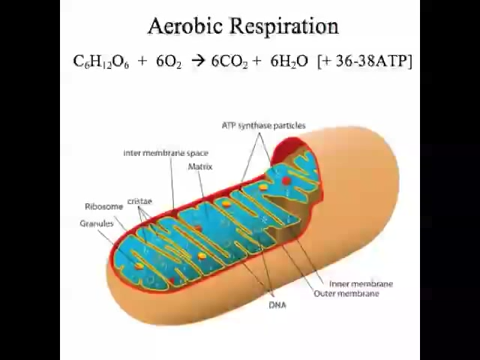 Aerobic Respiration
C₆H₁₂O₆ + 6O₂ → 6CO₂ + 6H₂O [+ 36-38ATP]
ATP synthase particles
inter membrane space
Matrix
cristae
Ribosome
Granules
Inner membrane
Outer membrane
DNA